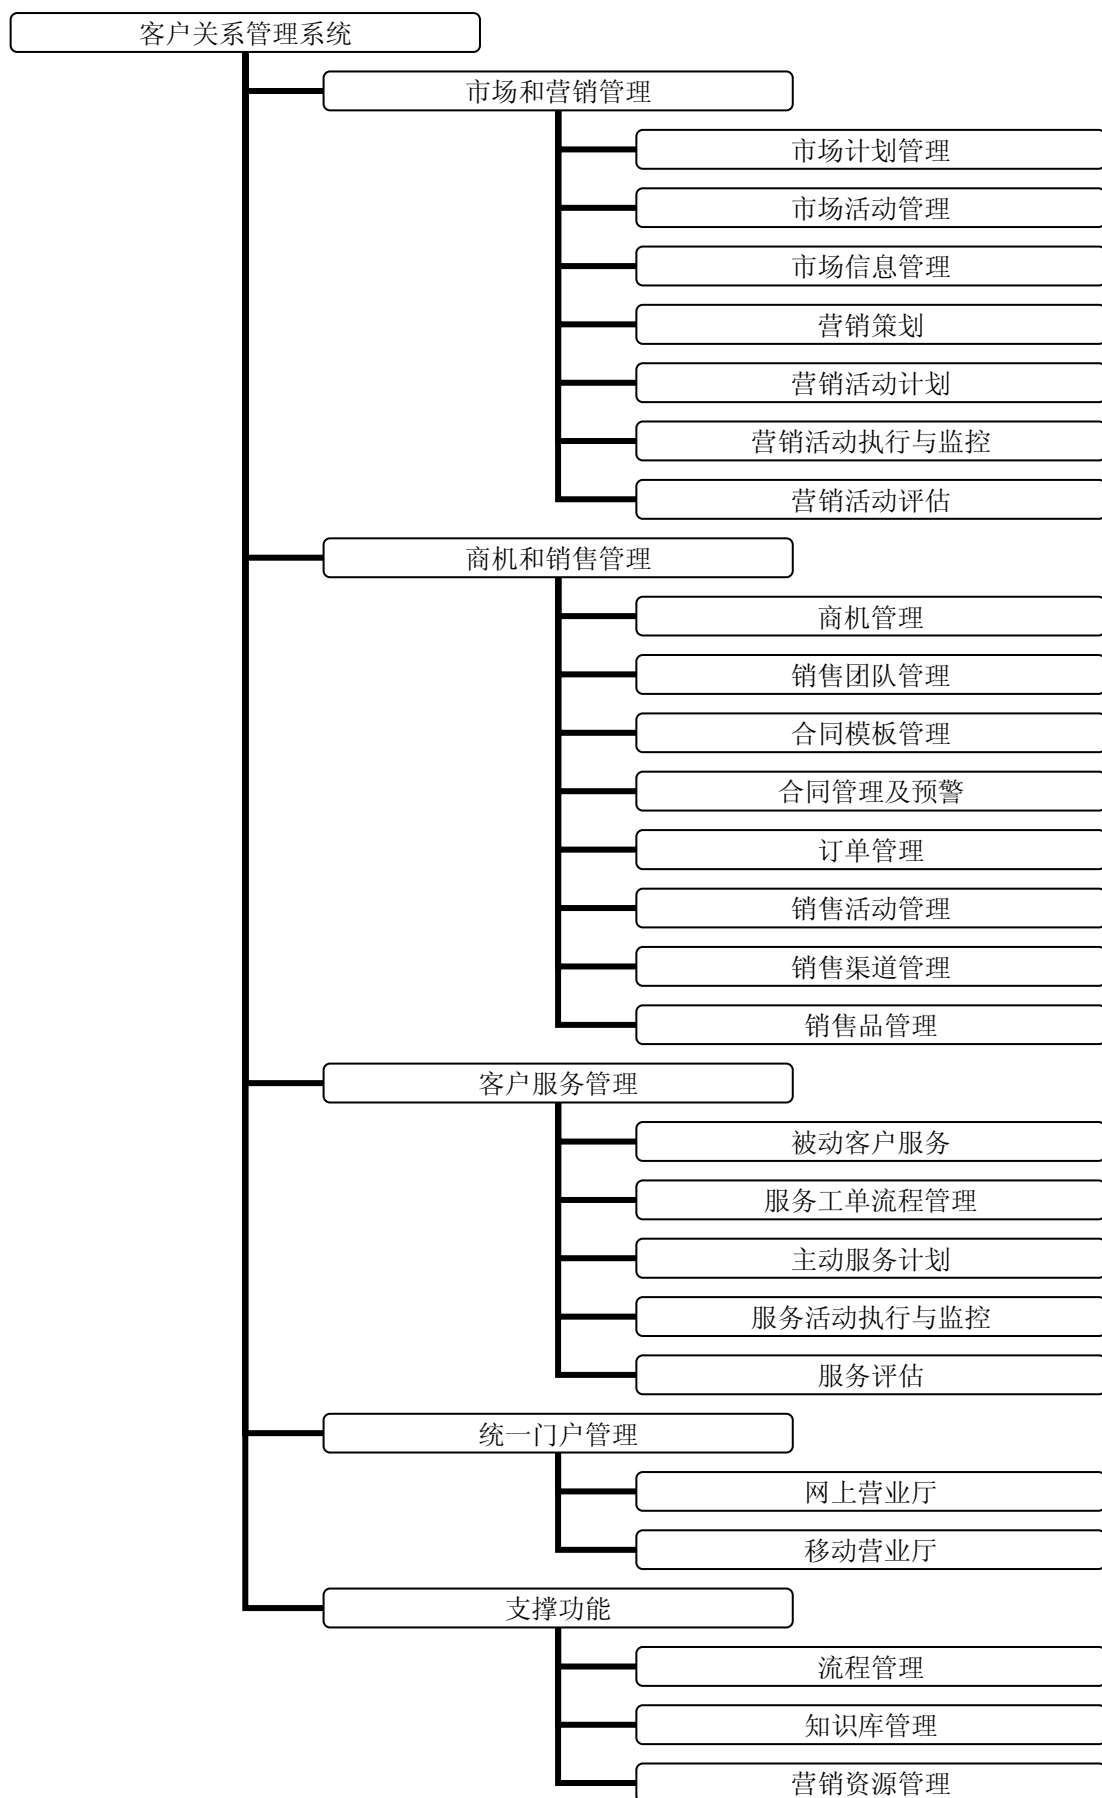 客户关系管理系统
市场和营销管理
市场计划管理
市场活动管理
市场信息管理
营销策划
营销活动计划
营销活动执行与监控
营销活动评估
商机和销售管理
商机管理
销售团队管理
合同模板管理
合同管理及预警
订单管理
销售活动管理
销售渠道管理
销售品管理
客户服务管理
被动客户服务
服务工单流程管理
主动服务计划
服务活动执行与监控
服务评估
统一门户管理
网上营业厅
移动营业厅
支撑功能
流程管理
知识库管理
营销资源管理